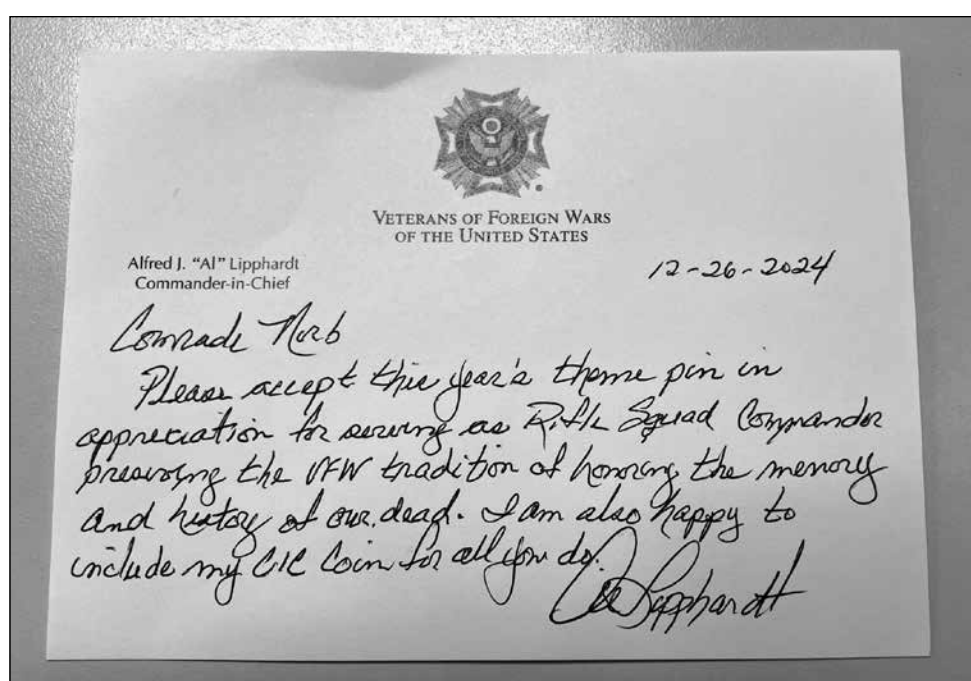 VETERANS OF FOREIGN WARS
OF THE UNITED STATES
Alfred J. "Al" Lipphardt
Commander-in-Chief
12-26-2024
Comrade Norb
Please accept this year's theme pin in
appreciation for serving as Rifle Squad Commander
preserving the VFW tradition of honoring the memory
and history of our dead. I am also happy to
include my CIC Coin for all you do.
Al Lipphardt